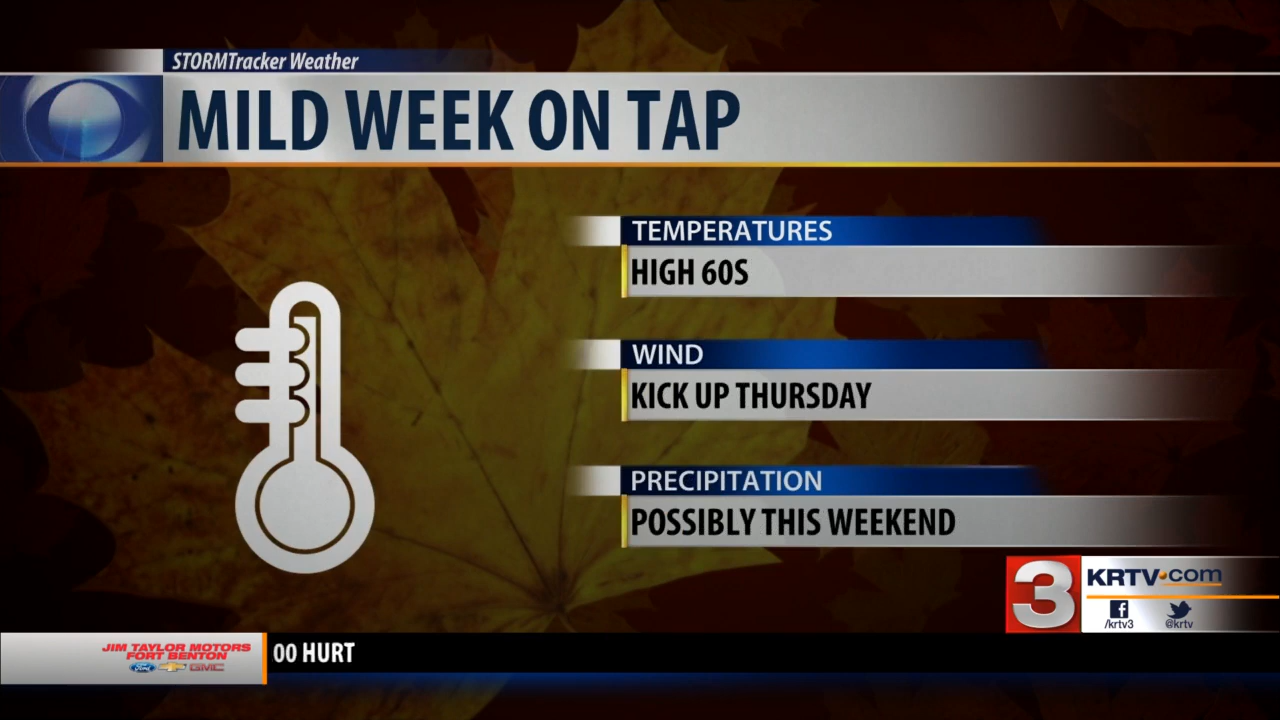 STORMTracker Weather
MILD WEEK ON TAP
TEMPERATURES
HIGH 60S
WIND
KICK UP THURSDAY
PRECIPITATION
POSSIBLY THIS WEEKEND
3
KRTV.com
/krtv3 @krtv
JIM TAYLOR MOTORS
FORT BENTON
Ford GMC
00 HURT